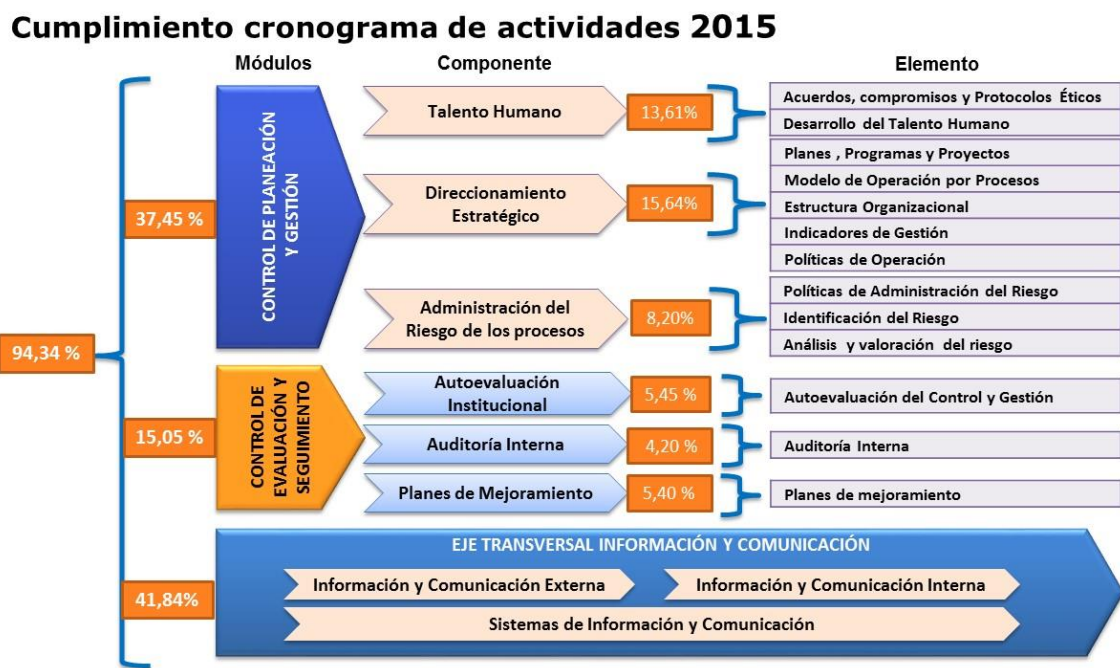 Cumplimiento cronograma de actividades 2015
Módulos
Componente
Elemento
94,34 %
37,45 %
CONTROL DE PLANEACIÓN
Y GESTIÓN
Talento Humano
13,61%
Acuerdos, compromisos y Protocolos Éticos
Desarrollo del Talento Humano
Direccionamiento
Estratégico
15,64%
Planes , Programas y Proyectos
Modelo de Operación por Procesos
Estructura Organizacional
Indicadores de Gestión
Políticas de Operación
Administración del
Riesgo de los procesos
8,20%
Políticas de Administración del Riesgo
Identificación del Riesgo
Análisis y valoración del riesgo
15,05 %
CONTROL DE
EVALUACIÓN Y
SEGUIMIENTO
Autoevaluación
Institucional
5,45 %
Autoevaluación del Control y Gestión
Auditoría Interna
4,20 %
Auditoría Interna
Planes de Mejoramiento
5,40 %
Planes de mejoramiento
41,84%
EJE TRANSVERSAL INFORMACIÓN Y COMUNICACIÓN
Información y Comunicación Externa
Información y Comunicación Interna
Sistemas de Información y Comunicación